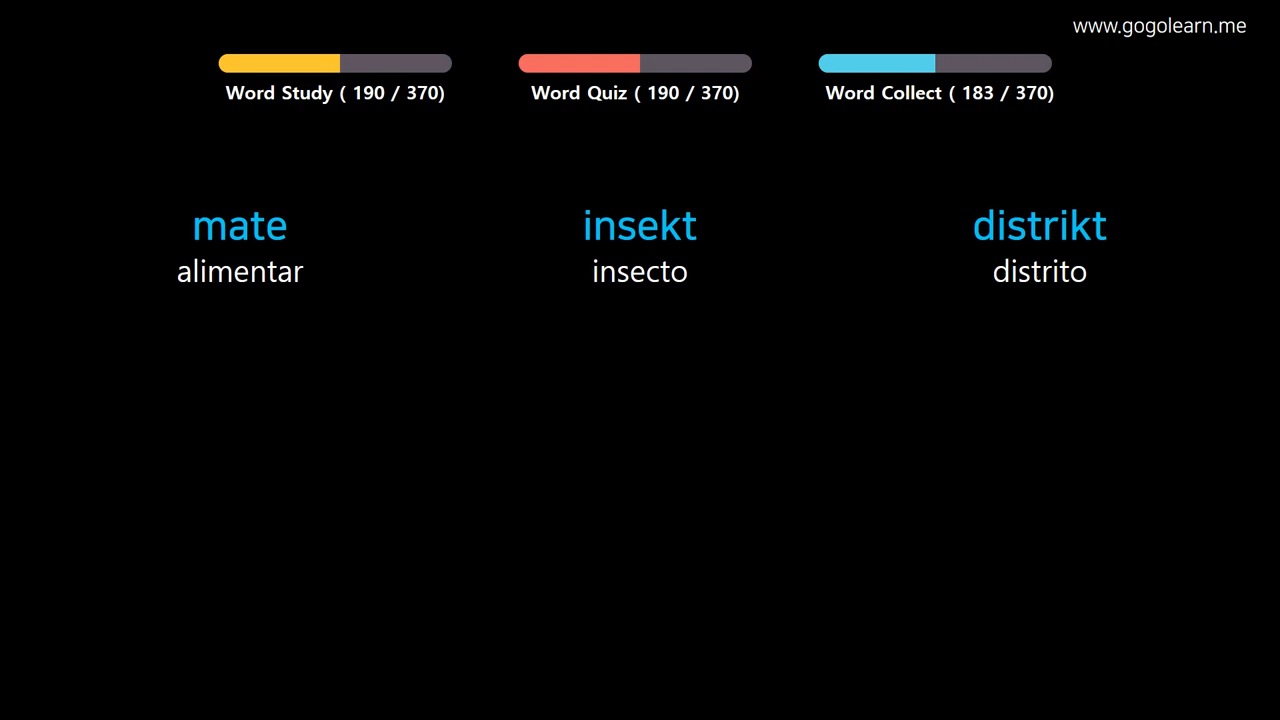 www.gogolearn.me
Word Study ( 190 / 370)
Word Quiz ( 190 / 370)
Word Collect ( 183 / 370)
mate
alimentar
insekt
insecto
distrikt
distrito